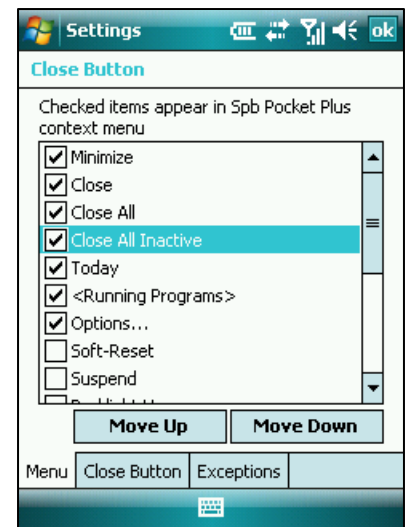 Settings
ok
Close Button
Checked items appear in Spb Pocket Plus
context menu
Minimize
Close
Close All
Close All Inactive
Today
<Running Programs>
Options...
Soft-Reset
Suspend
Move Up
Move Down
Menu
Close Button
Exceptions